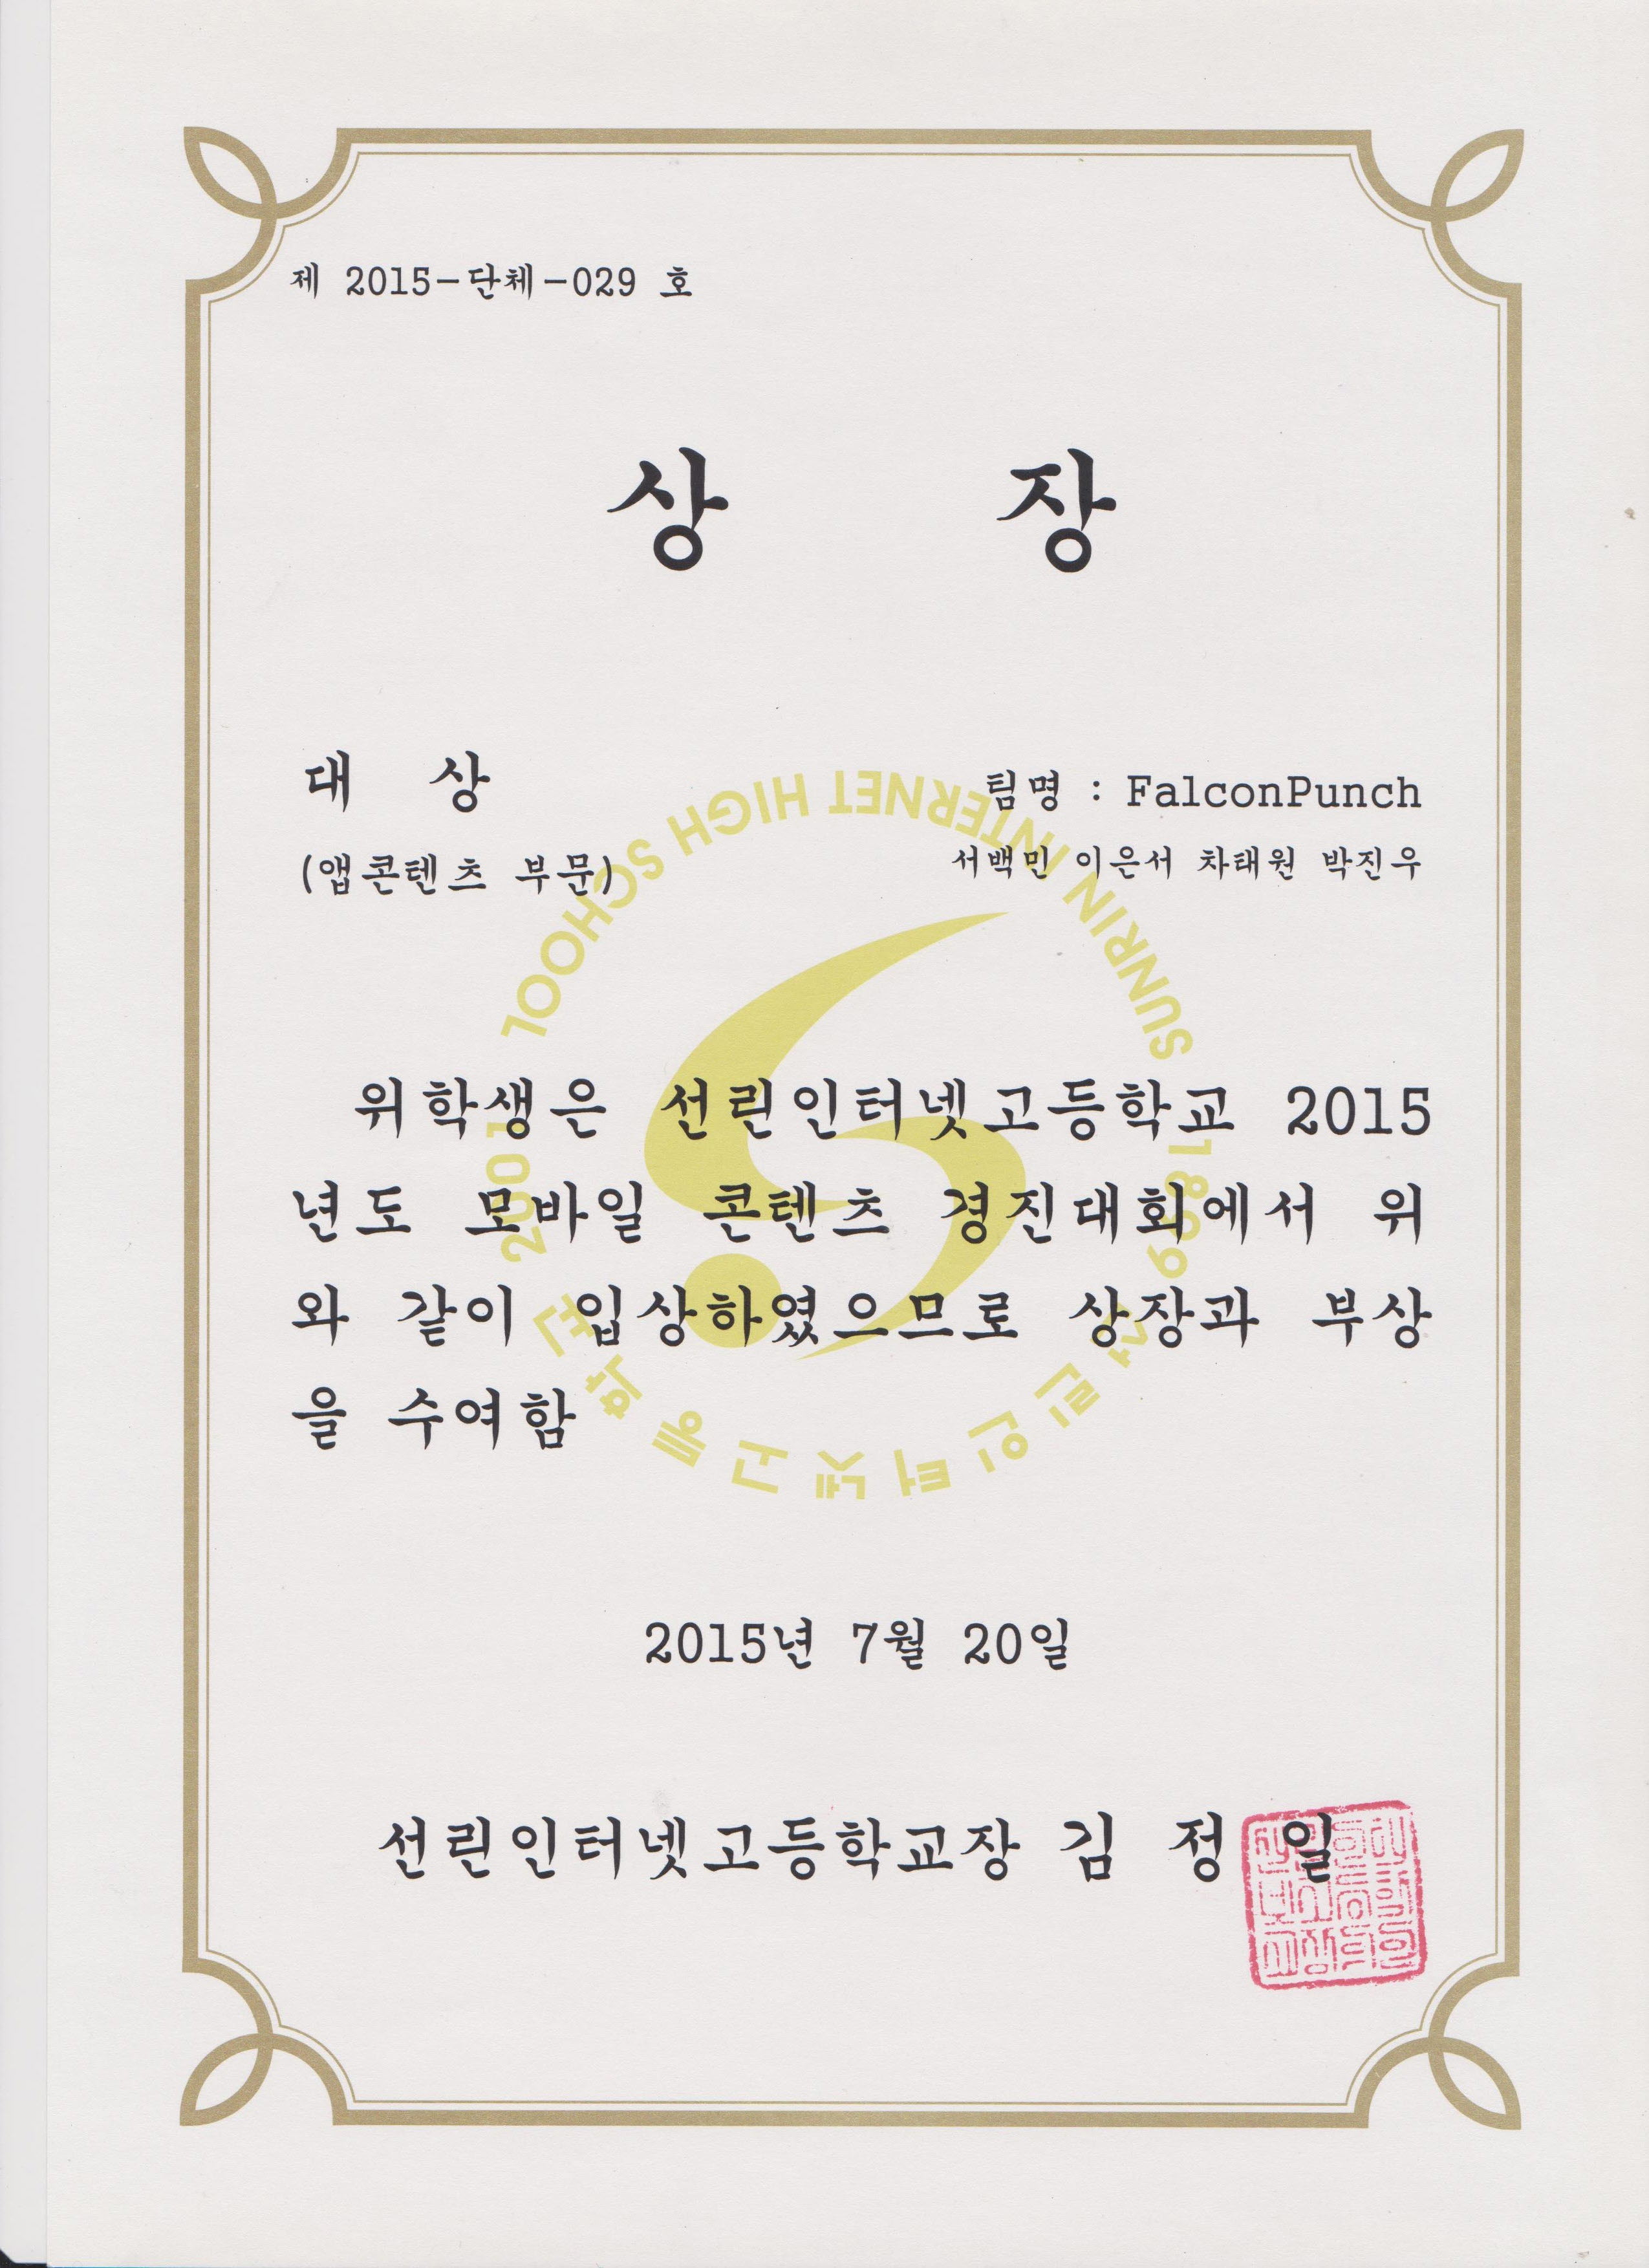 제 2015-단체-029 호
상 장
대 상
팀명 : FalconPunch
(앱콘텐츠 부문)
서백민 이은서 차태원 박진우
SUNRIN INTERNET HIGH SCHOOL
위학생은 선린인터넷고등학교 2015
년도 모바일 콘텐츠 경진대회에서 위
와 같이 입상하였으므로 상장과 부상
을 수여함
1899 선린인터넷고등학교 2001
2015년 7월 20일
선린인터넷고등학교장 김 정 일